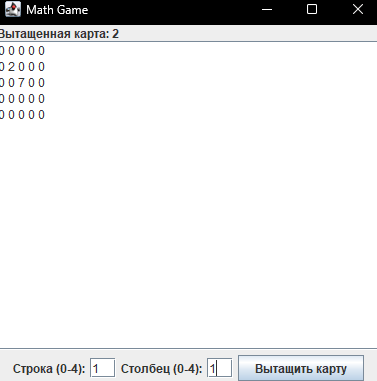 Math Game
Вытащенная карта: 2
0 0 0 0 0
0 2 0 0 0
0 0 7 0 0
0 0 0 0 0
0 0 0 0 0
Строка (0-4): 1 Столбец (0-4): 1 Вытащить карту